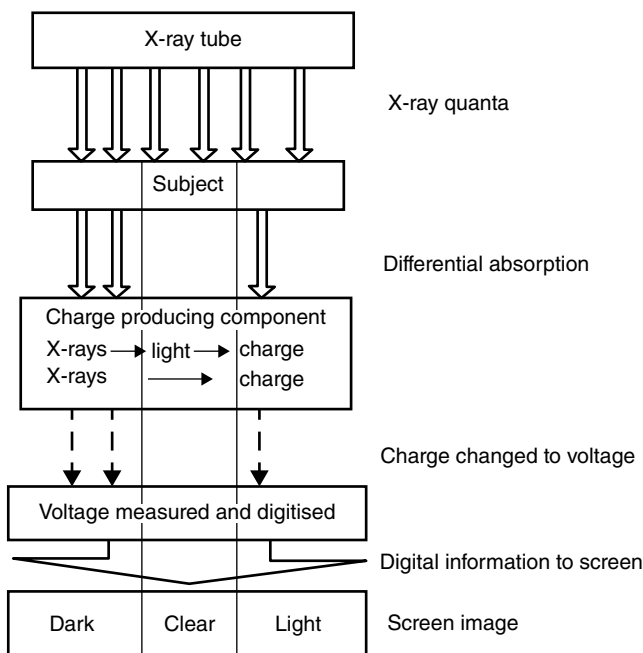 X-ray tube
X-ray quanta
Subject
Differential absorption
Charge producing component
X-rays light charge
X-rays charge
Charge changed to voltage
Voltage measured and digitised
Digital information to screen
Dark Clear Light
Screen image